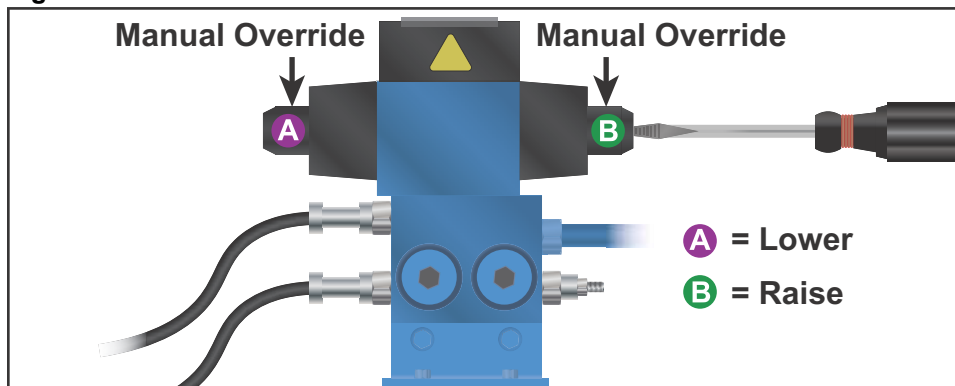 Manual Override
Manual Override
A
B
A = Lower
B = Raise